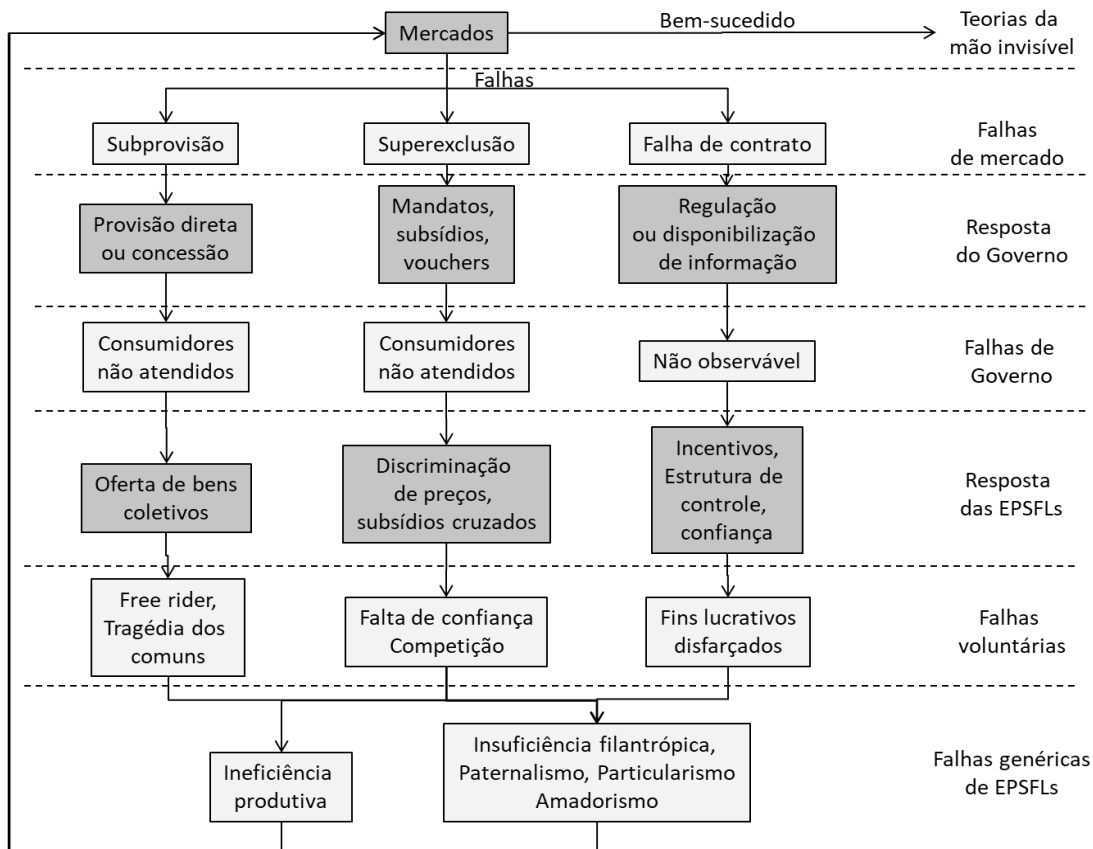 Mercados
Bem-sucedido
Teorias da
mão invisível
Falhas
Subprovisão
Superexclusão
Falha de contrato
Falhas
de mercado
Provisão direta
ou concessão
Mandatos,
subsídios,
vouchers
Regulação
ou disponibilização
de informação
Resposta
do Governo
Consumidores
não atendidos
Consumidores
não atendidos
Não observável
Falhas de
Governo
Oferta de bens
coletivos
Discriminação
de preços,
subsídios cruzados
Incentivos,
Estrutura de
controle,
confiança
Resposta
das EPSFLs
Free rider,
Tragédia dos
comuns
Falta de confiança
Competição
Fins lucrativos
disfarçados
Falhas
voluntárias
Ineficiência
produtiva
Insuficiência filantrópica,
Paternalismo, Particularismo
Amadorismo
Falhas genéricas
de EPSFLs